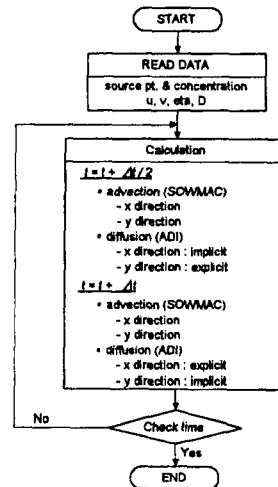 START
READ DATA
source pt. & concentration
u, v, eta, D
Calculation
t = t + Δt/2
• advection (SOWMAC)
- x direction
- y direction
• diffusion (ADI)
- x direction : implicit
- y direction : explicit
t = t + Δt
• advection (SOWMAC)
- x direction
- y direction
• diffusion (ADI)
- x direction : explicit
- y direction : implicit
No
Check time
Yes
END